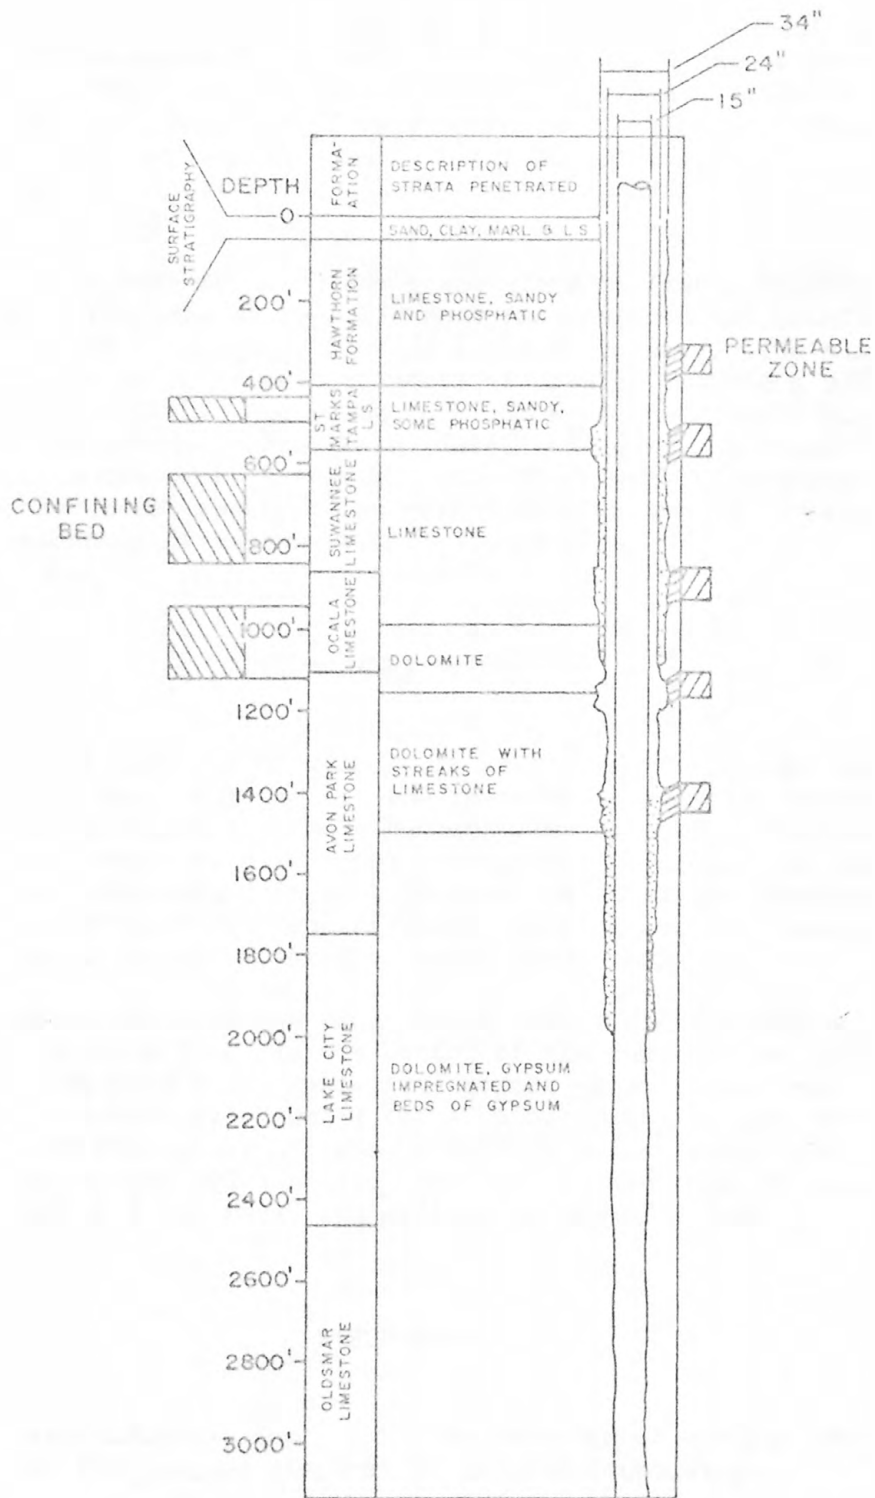 34"
24"
15"
SURFACE
STRATIGRAPHY
DEPTH
FORMA-
TION
DESCRIPTION OF
STRATA PENETRATED
0
SAND, CLAY, MARL & L S
200'
HAWTHORN
FORMATION
LIMESTONE, SANDY
AND PHOSPHATIC
PERMEABLE
ZONE
400'
ST
MARKS
TAMPA
LS
LIMESTONE, SANDY,
SOME PHOSPHATIC
600'
CONFINING
BED
SUWANNEE
LIMESTONE
LIMESTONE
800'
OCALA
LIMESTONE
1000'
DOLOMITE
1200'
AVON PARK
LIMESTONE
DOLOMITE WITH
STREAKS OF
LIMESTONE
1400'
1600'
1800'
2000'
LAKE CITY
LIMESTONE
DOLOMITE, GYPSUM
IMPREGNATED AND
BEDS OF GYPSUM
2200'
2400'
2600'
OLDSMAR
LIMESTONE
2800'
3000'